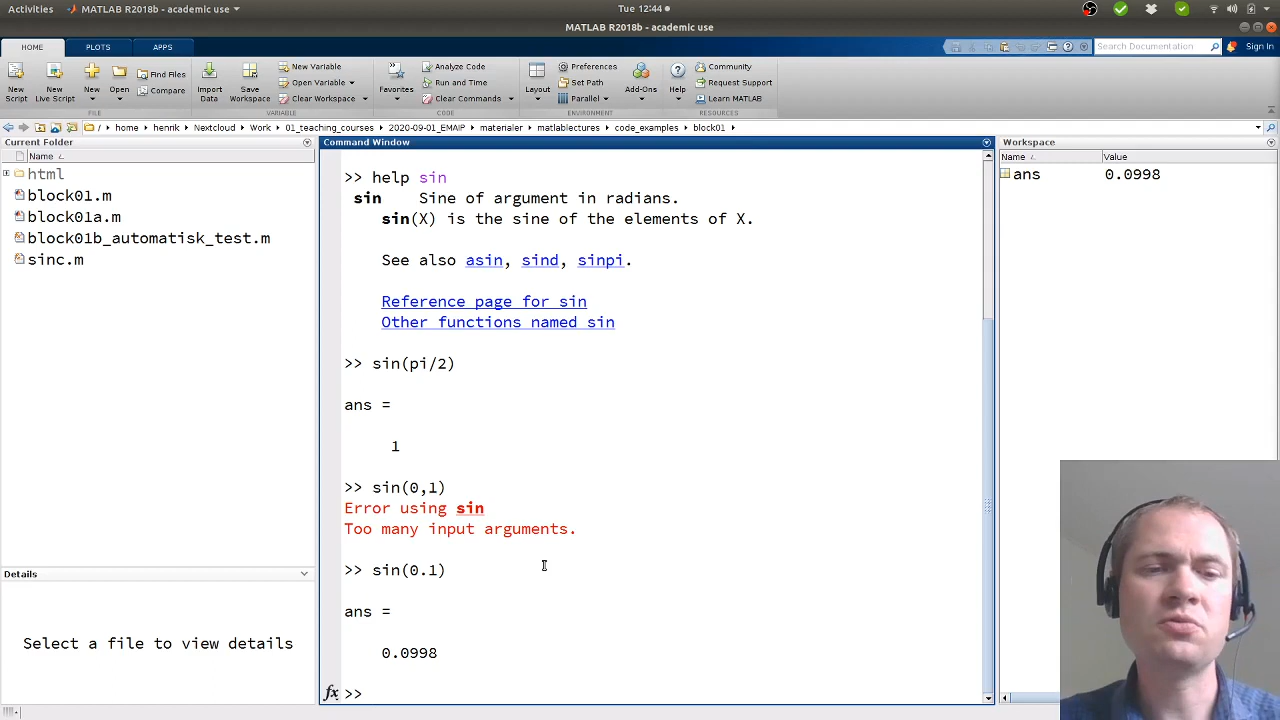 Activities
MATLAB R2018b - academic use
Tue 12:44
MATLAB R2018b - academic use
HOME
PLOTS
APPS
Search Documentation
Sign In
New Script
New Live Script
New
Open
Find Files
Compare
Import Data
Save Workspace
New Variable
Open Variable
Clear Workspace
Favorites
Analyze Code
Run and Time
Clear Commands
Layout
Preferences
Set Path
Parallel
Add-Ons
Help
Community
Request Support
Learn MATLAB
FILE
VARIABLE
CODE
ENVIRONMENT
RESOURCES
/ home henrik Nextcloud Work 01_teaching_courses 2020-09-01_EMAIP materialer matlablectures code_examples block01
Current Folder
Name
html
block01.m
block01a.m
block01b_automatisk_test.m
sinc.m
Details
Select a file to view details
Command Window
>> help sin
sin Sine of argument in radians.
sin(X) is the sine of the elements of X.
See also asin, sind, sinpi.
Reference page for sin
Other functions named sin
>> sin(pi/2)
ans =
1
>> sin(0,1)
Error using sin
Too many input arguments.
>> sin(0.1)
ans =
0.0998
fx >>
Workspace
Name Value
ans 0.0998